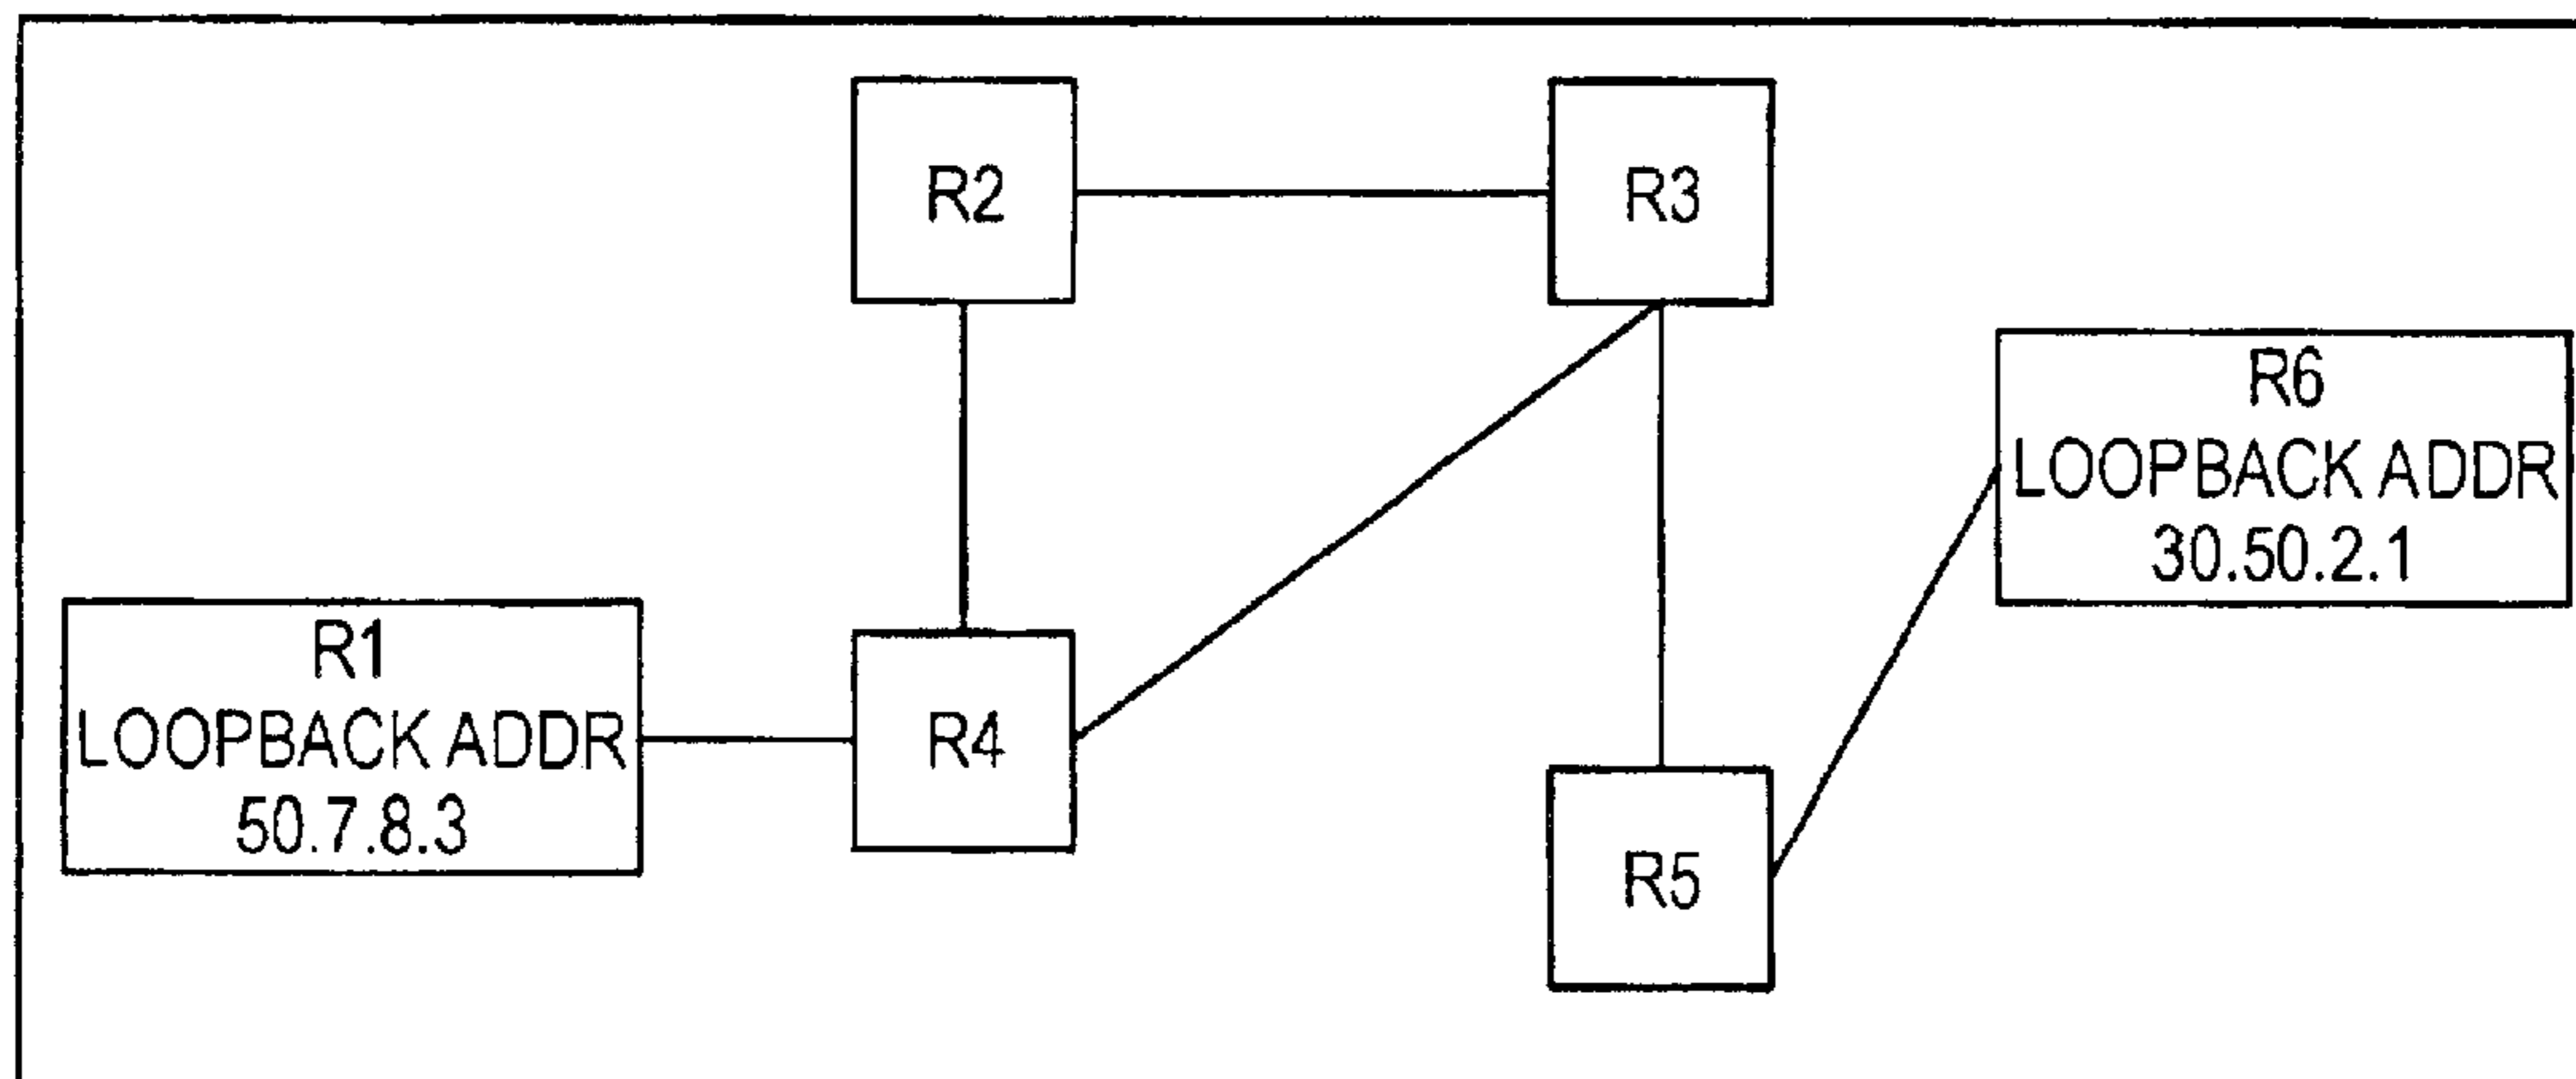 R2
R3
R6
LOOPBACK ADDR
30.50.2.1
R1
LOOPBACK ADDR
50.7.8.3
R4
R5